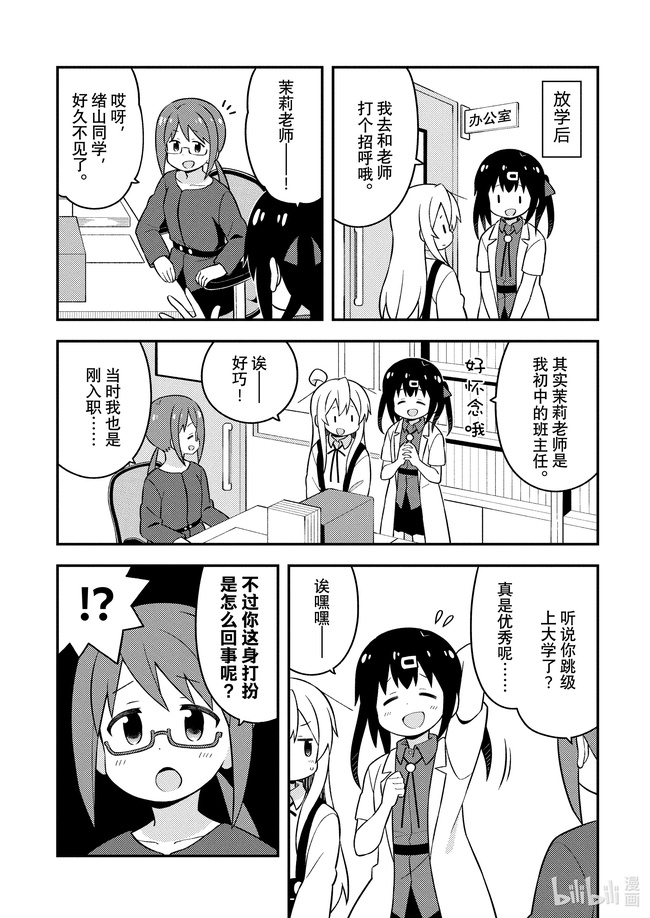 放学后
办公室
我去和老师
打个招呼哦。
茉莉老师
——！
哎呀，
绪山同学，
好久不见了。
其实茉莉老师是
我初中的班主任。
好怀念哦
诶——
好巧！
当时我也是
刚入职……
听说你跳级
上大学了？
真是优秀呢……
诶嘿嘿——
不过你这身打扮
是怎么回事呢？
!?
bilibili
漫画